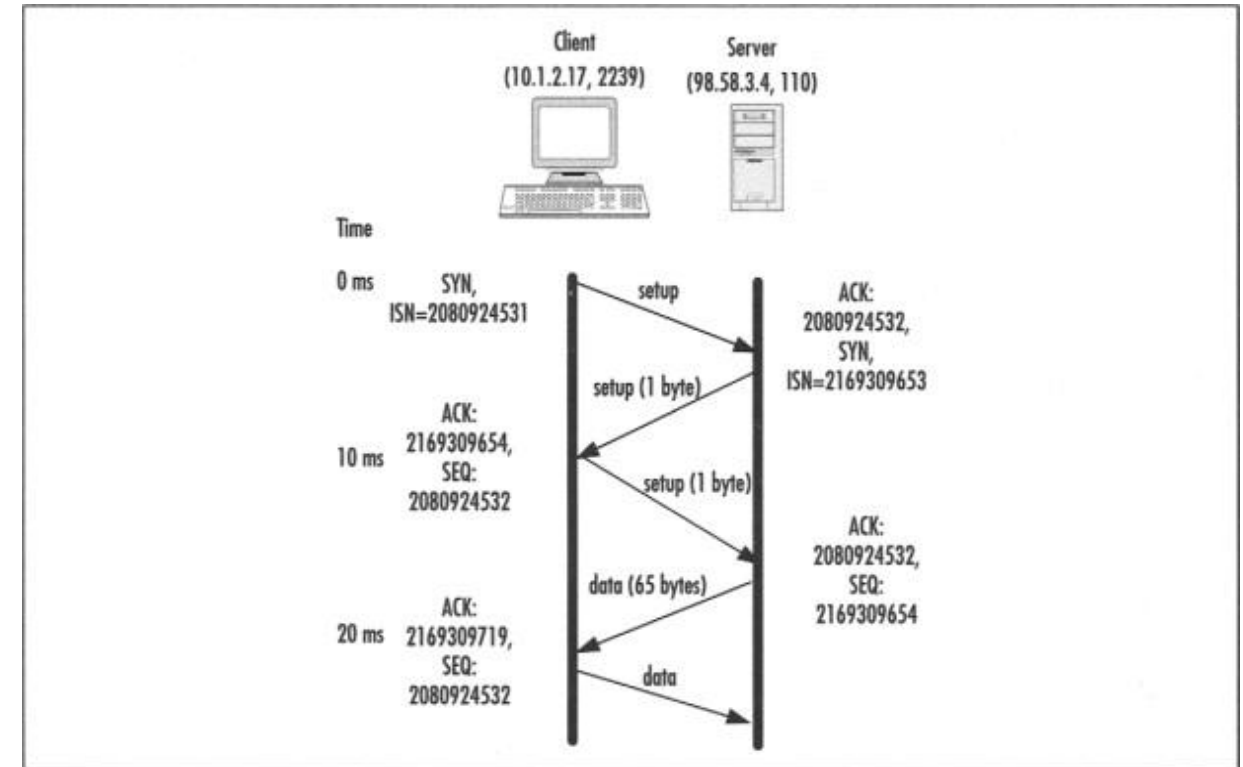 Client
(10.1.2.17, 2239)
Server
(98.58.3.4, 110)
Time
0 ms
SYN,
ISN=2080924531
setup
ACK:
2080924532,
SYN,
ISN=2169309653
setup (1 byte)
10 ms
ACK:
2169309654,
SEQ:
2080924532
setup (1 byte)
ACK:
2080924532,
SEQ:
2169309654
data (65 bytes)
20 ms
ACK:
2169309719,
SEQ:
2080924532
data